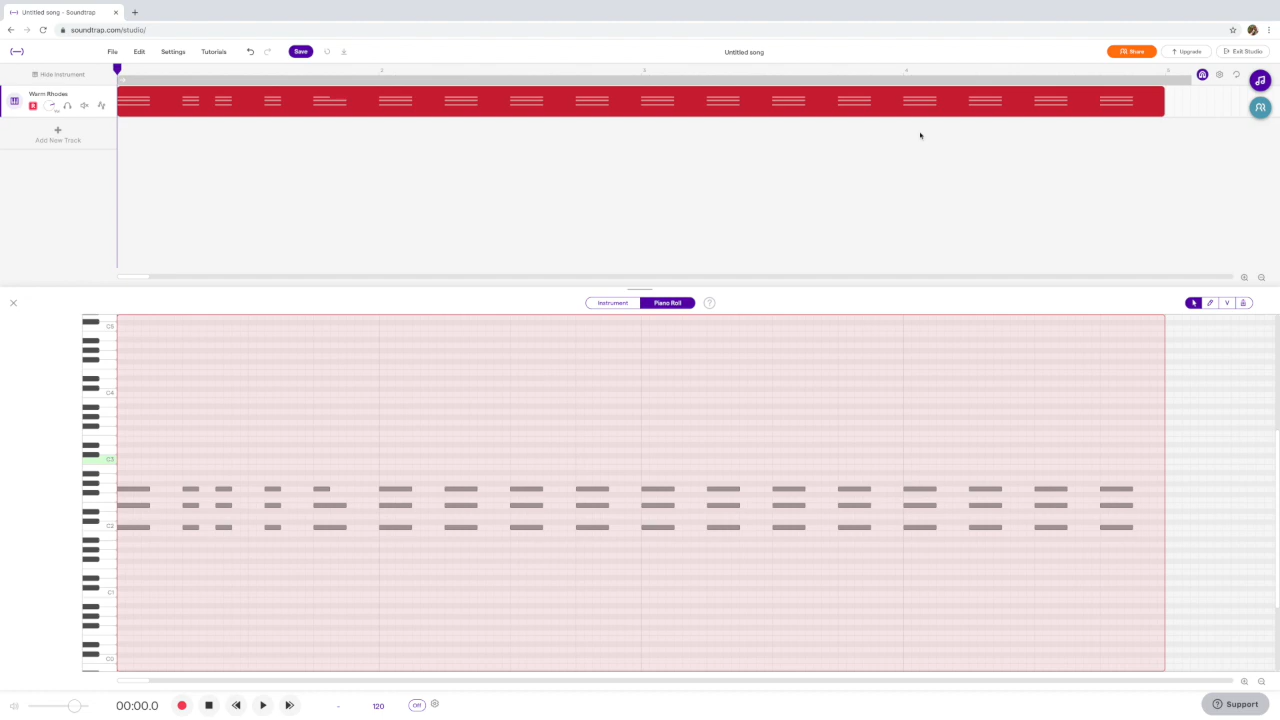 Untitled song - Soundtrap
soundtrap.com/studio/
File Edit Settings Tutorials Save Untitled song Share Upgrade Exit Studio
Hide Instrument 2 3 4 5
Warm Rhodes
R
Add New Track
Instrument Piano Roll ?
C5
C4
C3
C2
C1
C0
00:00.0 - 120 Off Support